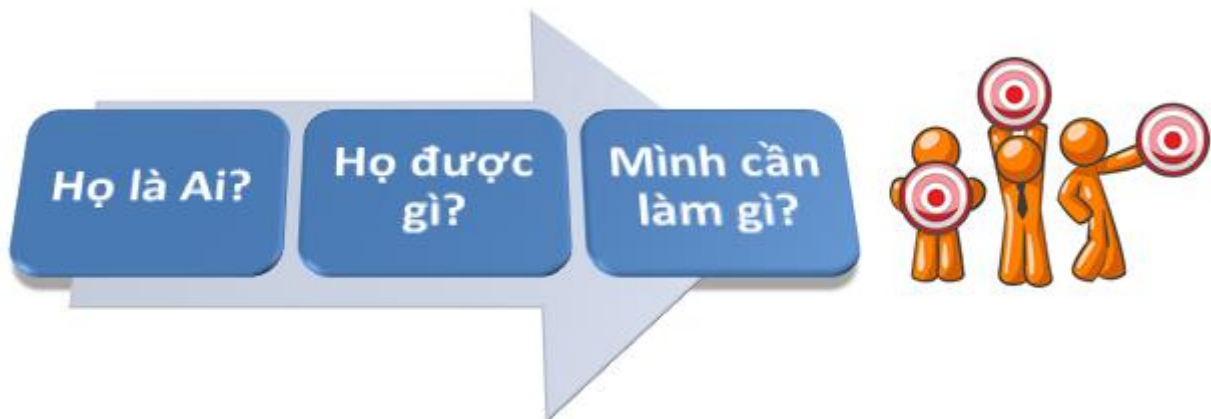 Họ là Ai?
Họ được
gì?
Mình cần
làm gì?